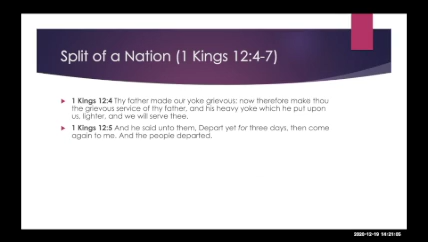 Split of a Nation (1 Kings 12:4-7)
1 Kings 12:4 Thy father made our yoke grievous: now therefore make thou
the grievous service of thy father, and his heavy yoke which he put upon
us, lighter, and we will serve thee.
1 Kings 12:5 And he said unto them, Depart yet for three days, then come
again to me. And the people departed.
2020-12-19 14:21:05